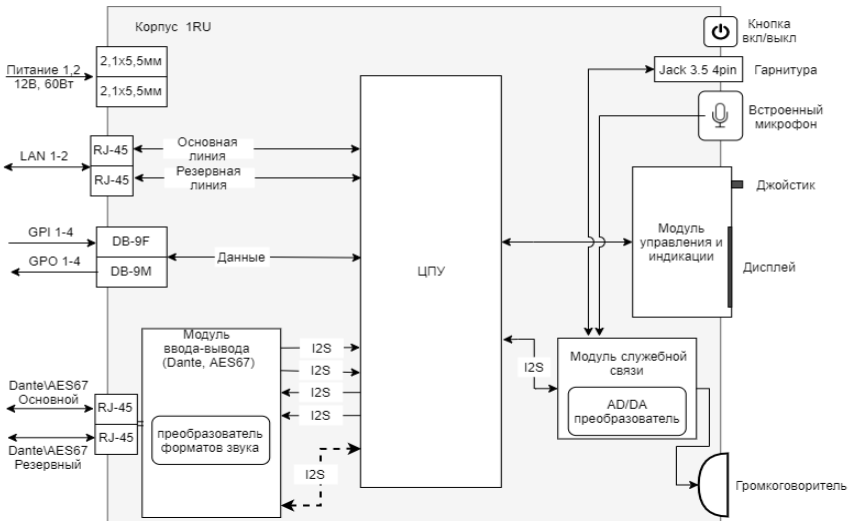 Корпус 1RU
Кнопка
вкл/выкл
2,1х5,5мм
Питание 1,2
12В, 60Вт
2,1х5,5мм
Jack 3.5 4pin
Гарнитура
Встроенный
микрофон
RJ-45
Основная
линия
LAN 1-2
RJ-45
Резервная
линия
Джойстик
GPI 1-4
DB-9F
GPO 1-4
DB-9M
Данные
ЦПУ
Модуль
управления и
индикации
Дисплей
Модуль
ввода-вывода
(Dante, AES67)
I2S
I2S
I2S
I2S
I2S
Модуль служебной
связи
AD/DA
преобразователь
Dante\AES67
Основной
RJ-45
RJ-45
Dante\AES67
Резервный
преобразователь
форматов звука
I2S
Громкоговоритель